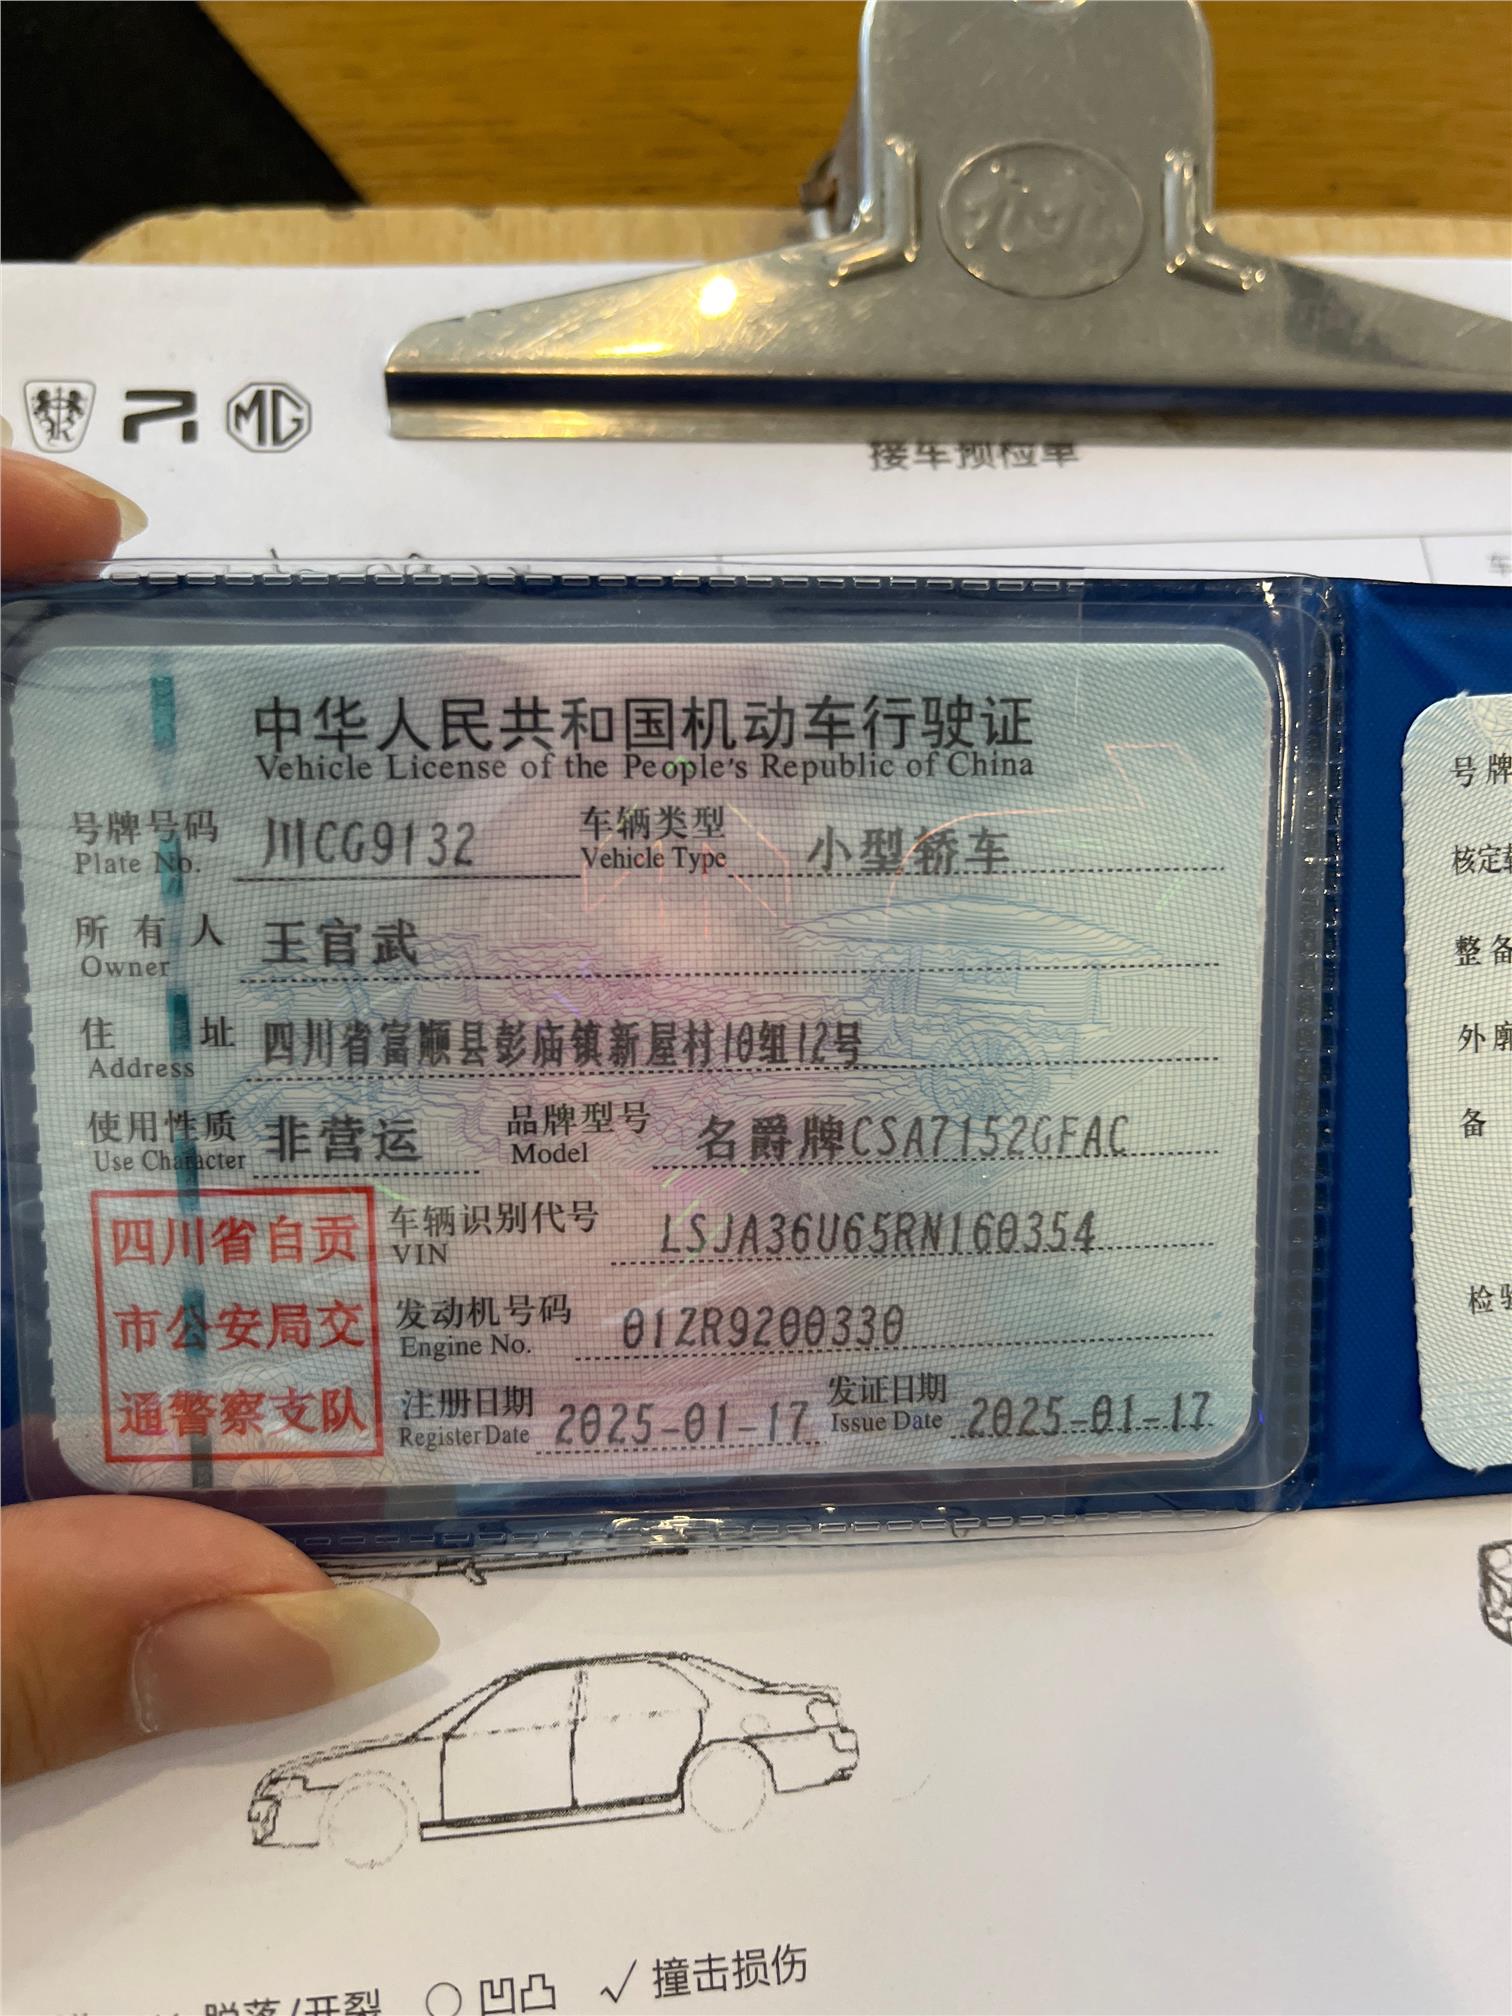 MG
接车预检单
车
中华人民共和国机动车行驶证
Vehicle License of the People's Republic of China
号牌号码 川CG9132 车辆类型 小型轿车
Plate No. Vehicle Type
所有人 王官武
Owner
住址 四川省富顺县彭庙镇新屋村10组12号
Address
使用性质 非营运 品牌型号 名爵牌CSA7152GFAC
Use Character Model
四川省自贡
市公安局交
通警察支队
车辆识别代号 LSJA36U65RN160354
VIN
发动机号码 01ZR9200330
Engine No.
注册日期 2025-01-17 发证日期 2025-01-17
Register Date Issue Date
号牌
核定
整备
外廓
备
检验
脱落/开裂 ○ 凹凸 √ 撞击损伤